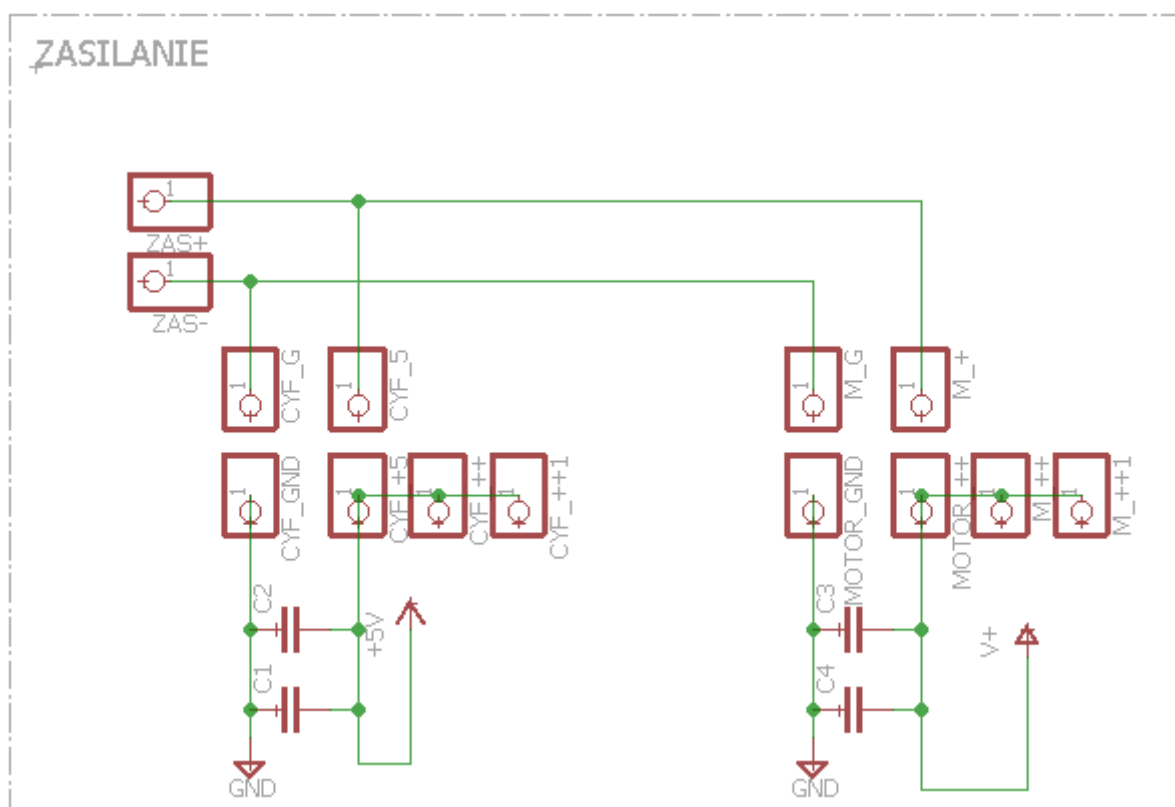 ZASILANIE
1
ZAS+
1
ZAS-
1
CYF_G
1
CYF_5
1
M_G
1
M_+
1
CYF_GND
1
CYF_+5
1
CYF_++
1
CYF_++1
1
MOTOR_GND
1
MOTOR_++
1
M_++
1
M_++1
C2
+5V
C3
V+
C1
C4
GND
GND